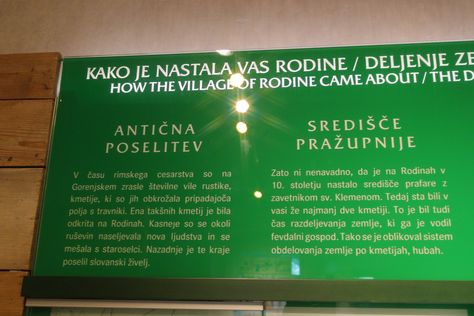 KAKO JE NASTALA VAS RODINE / DELJENJE ZE
HOW THE VILLAGE OF RODINE CAME ABOUT / THE D
ANTIČNA
POSELITEV
V času rimskega cesarstva so na
Gorenjskem zrasle številne vile rustike,
kmetije, ki so jih obkrožala pripadajoča
polja s travniki. Ena takšnih kmetij je bila
odkrita na Rodinah. Kasneje so se okoli
ruševin naseljevala nova ljudstva in se
mešala s staroselci. Nazadnje je te kraje
poselil slovanski živelj.
SREDIŠČE
PRAŽUPNIJE
Zato ni nenavadno, da je na Rodinah v
10. stoletju nastalo središče prafare z
zavetnikom sv. Klemenom. Tedaj sta bili v
vasi že najmanj dve kmetiji. To je bil tudi
čas razdeljevanja zemlje, ki ga je vodil
fevdalni gospod. Tako se je oblikoval sistem
obdelovanja zemlje po kmetijah, hubah.